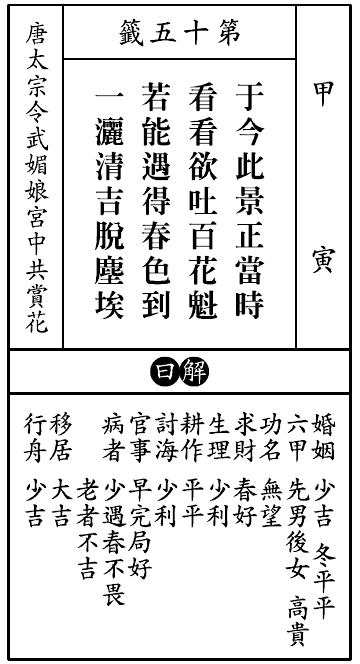 甲寅
第十五籤
于今此景正當時
看看欲吐百花魁
若能遇得春色到
一灑清吉脫塵埃
唐太宗令武媚娘宮中共賞花
解曰
婚姻 少吉 冬平平
六甲 先男後女 高貴
功名 無望
求財 春好
生理 少利
耕作 平平
討海 少利
官事 早完局好
病者 少遇春不畏
老者不吉
移居 大吉
行舟 少吉